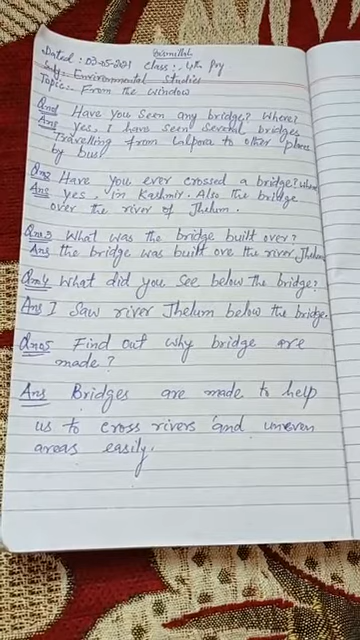 Bismillah
Dated : 03-05-2021 Class :- 4th Pry
Sub :- Environmental Studies
Topic :- From the window
Qno1 Have you seen any bridge? Where?
Ans yes, I have seen several bridges
Travelling from Lalpora to other places
by bus
Qno2 Have you ever crossed a bridge? where
Ans yes, in Kashmir. Also the bridge
over the river of Jhelum.
Qno3 What was the bridge built over?
Ans the bridge was built ove the river Jhelum
Qno4 What did you see below the bridge?
Ans I saw river Jhelum below the bridge.
Qno5 Find out why bridge are
made?
Ans Bridges are made to help
us to cross rivers and uneven
areas easily.